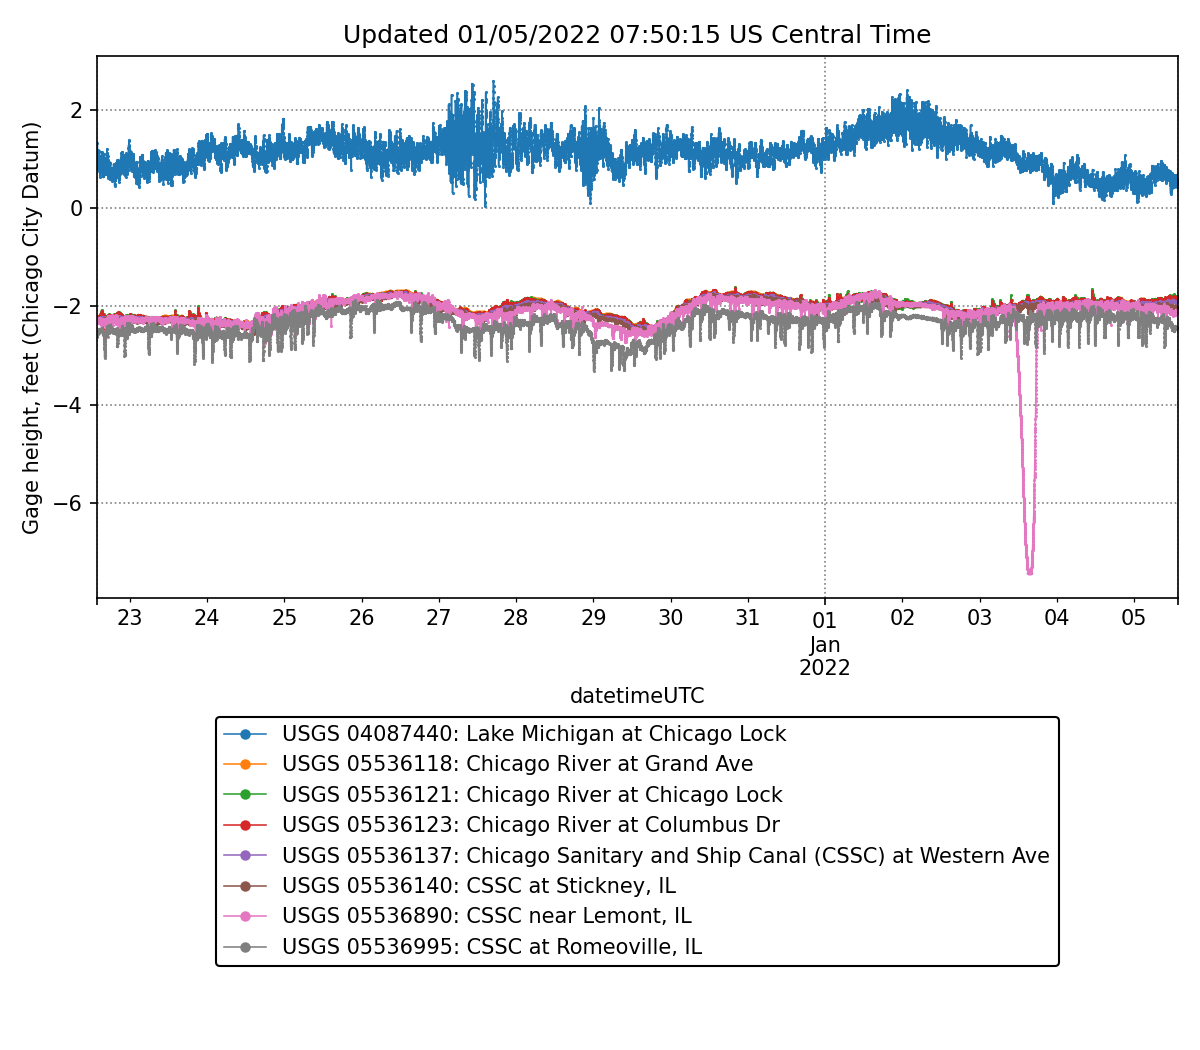 Updated 01/05/2022 07:50:15 US Central Time
Gage height, feet (Chicago City Datum)
2
0
−2
−4
−6
23 24 25 26 27 28 29 30 31 01 02 03 04 05
Jan
2022
datetimeUTC
USGS 04087440: Lake Michigan at Chicago Lock
USGS 05536118: Chicago River at Grand Ave
USGS 05536121: Chicago River at Chicago Lock
USGS 05536123: Chicago River at Columbus Dr
USGS 05536137: Chicago Sanitary and Ship Canal (CSSC) at Western Ave
USGS 05536140: CSSC at Stickney, IL
USGS 05536890: CSSC near Lemont, IL
USGS 05536995: CSSC at Romeoville, IL